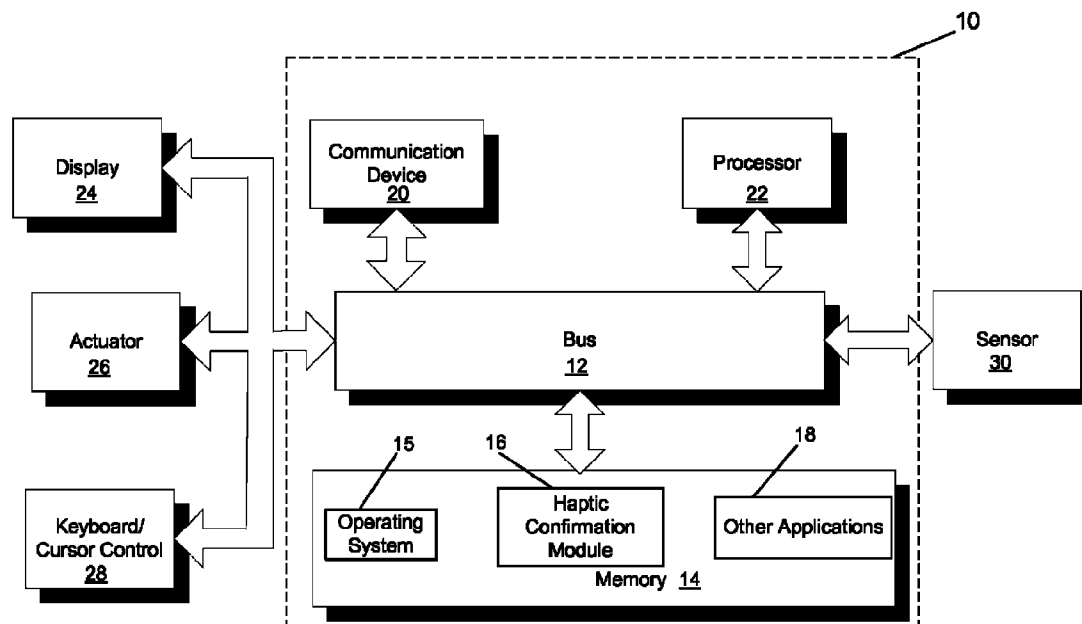 10
Display
24
Communication
Device
20
Processor
22
Actuator
26
Bus
12
Sensor
30
15
16
18
Keyboard/
Cursor Control
28
Operating
System
Haptic
Confirmation
Module
Other Applications
Memory 14